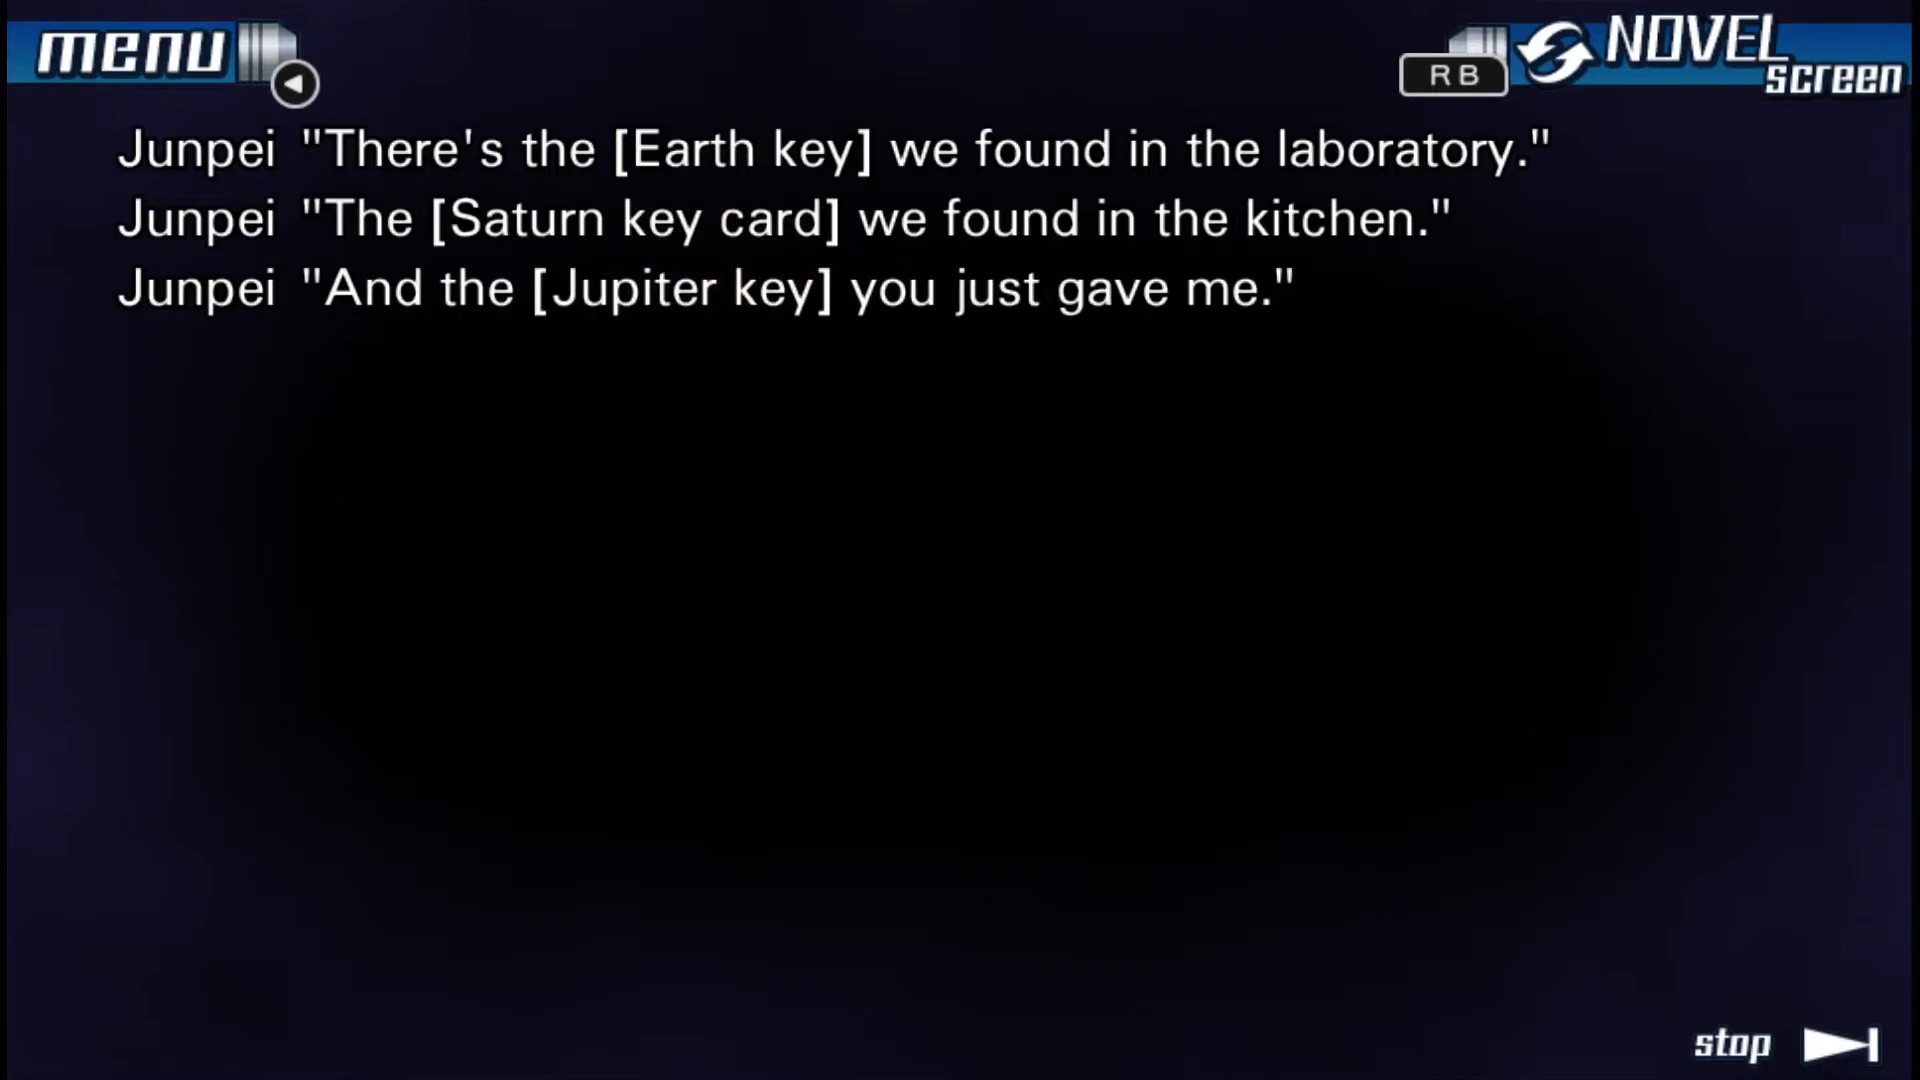 menu
RB NOVEL
screen
Junpei "There's the [Earth key] we found in the laboratory."
Junpei "The [Saturn key card] we found in the kitchen."
Junpei "And the [Jupiter key] you just gave me."
stop